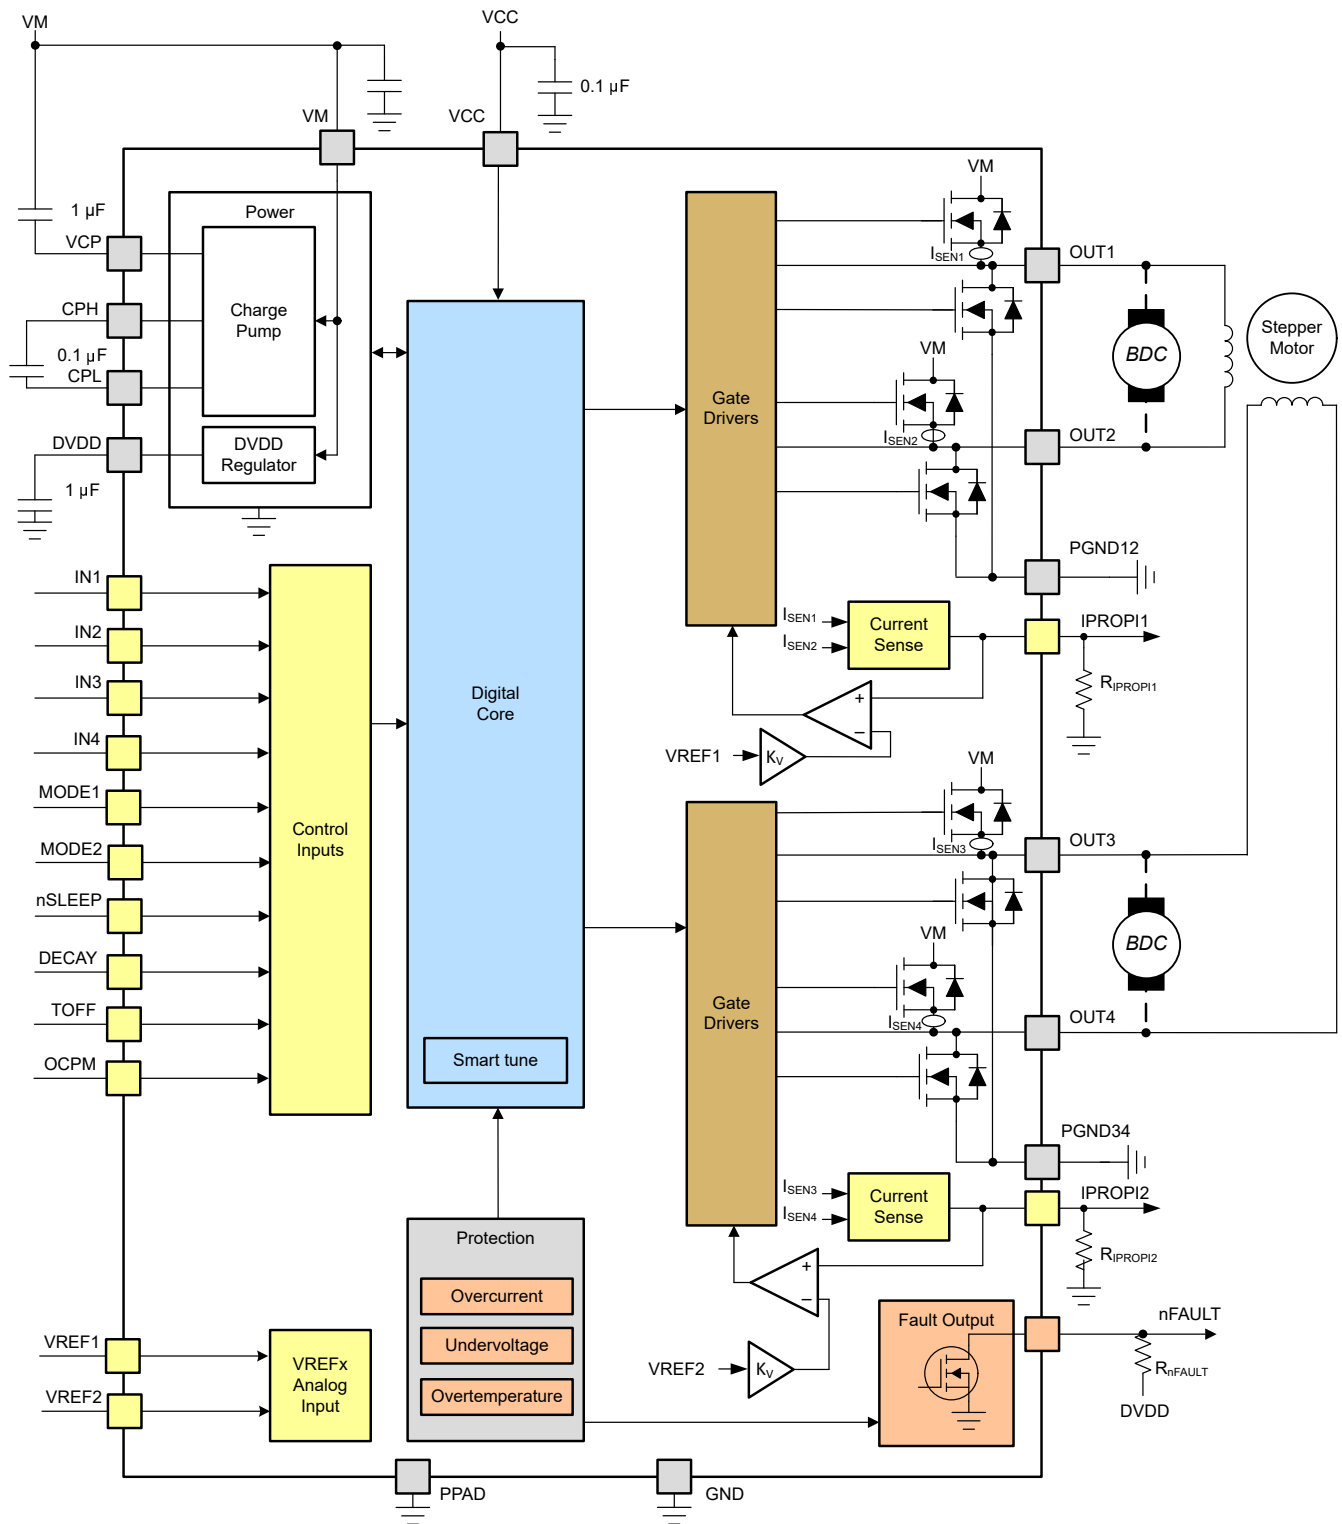 VM
VCC
0.1 µF
VM
VCC
1 µF
VCP
CPH
0.1 µF
CPL
DVDD
1 µF
Power
Charge
Pump
DVDD
Regulator
IN1
IN2
IN3
IN4
MODE1
MODE2
nSLEEP
DECAY
TOFF
OCPM
Control
Inputs
VREF1
VREF2
VREFx
Analog
Input
Digital
Core
Smart tune
Protection
Overcurrent
Undervoltage
Overtemperature
Gate
Drivers
VM
ISEN1
VM
ISEN2
OUT1
OUT2
BDC
Stepper
Motor
PGND12
ISEN1
ISEN2
Current
Sense
IPROPI1
RIPROPI1
+
−
VREF1
KV
Gate
Drivers
VM
ISEN3
VM
ISEN4
OUT3
OUT4
BDC
PGND34
ISEN3
ISEN4
Current
Sense
IPROPI2
RIPROPI2
+
−
VREF2
KV
Fault Output
nFAULT
RnFAULT
DVDD
PPAD
GND